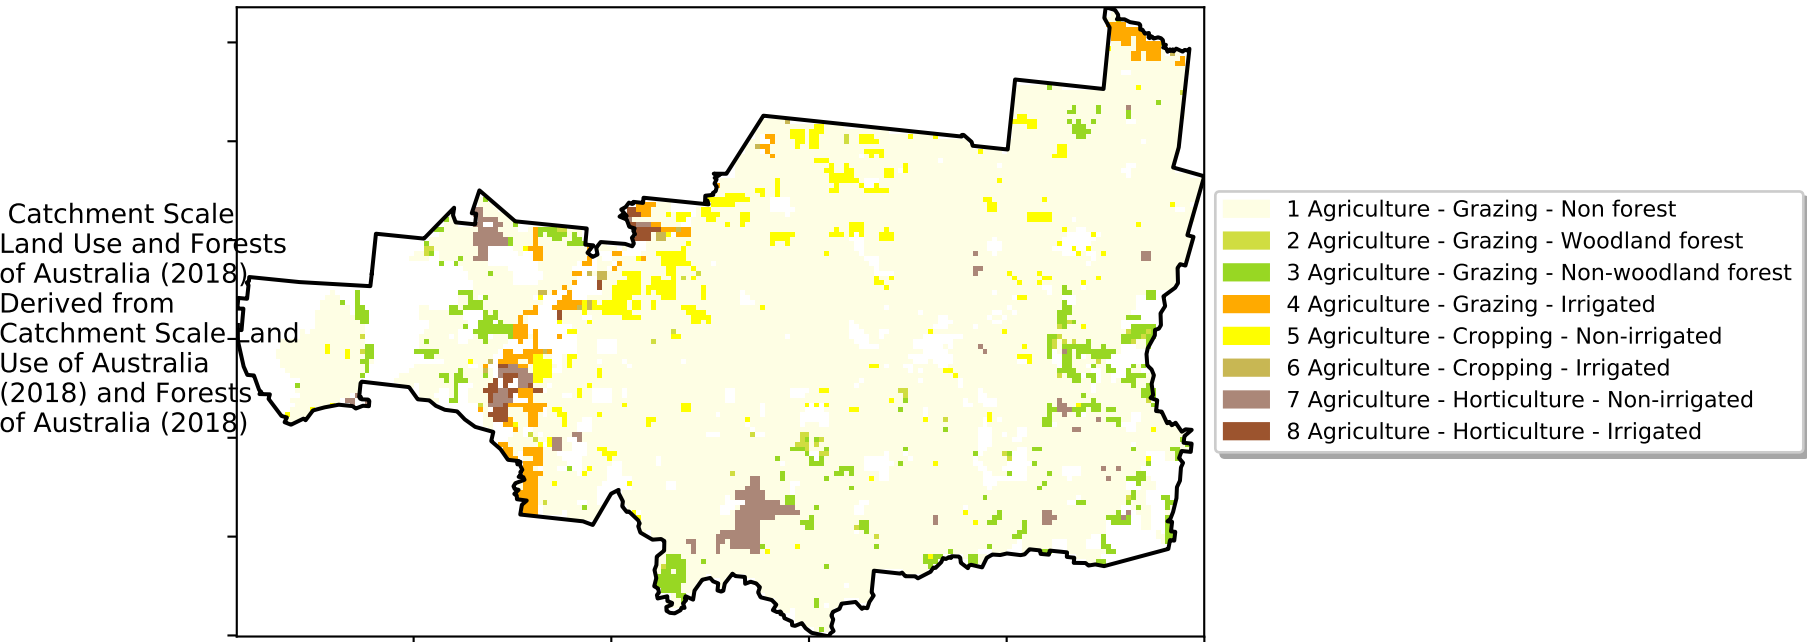 Catchment Scale
Land Use and Forests
of Australia (2018)
Derived from
Catchment Scale Land
Use of Australia
(2018) and Forests
of Australia (2018)
1 Agriculture - Grazing - Non forest
2 Agriculture - Grazing - Woodland forest
3 Agriculture - Grazing - Non-woodland forest
4 Agriculture - Grazing - Irrigated
5 Agriculture - Cropping - Non-irrigated
6 Agriculture - Cropping - Irrigated
7 Agriculture - Horticulture - Non-irrigated
8 Agriculture - Horticulture - Irrigated